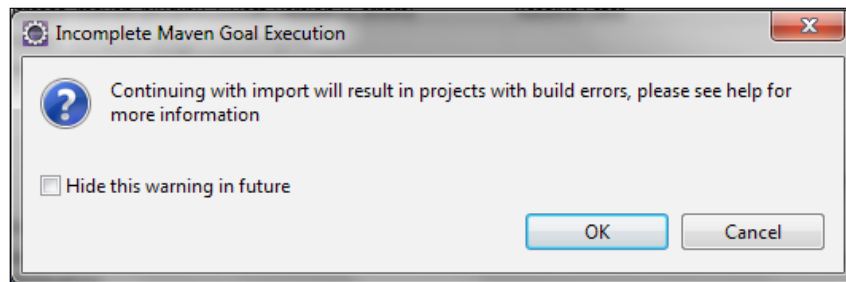 Incomplete Maven Goal Execution
Continuing with import will result in projects with build errors, please see help for
more information
Hide this warning in future
OK
Cancel